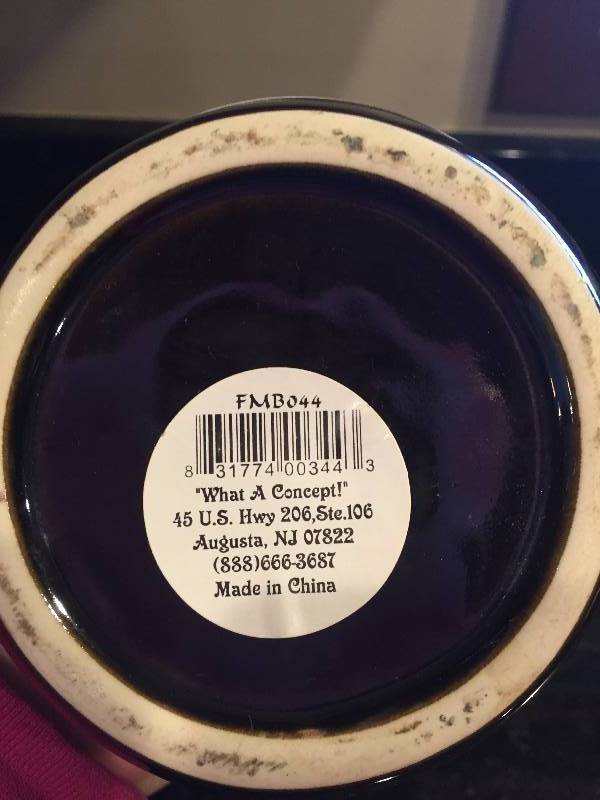 FMB044
8 31774 00344 3
"What A Concept!"
45 U.S. Hwy 206,Ste.106
Augusta, NJ 07822
(888)666-3687
Made in China